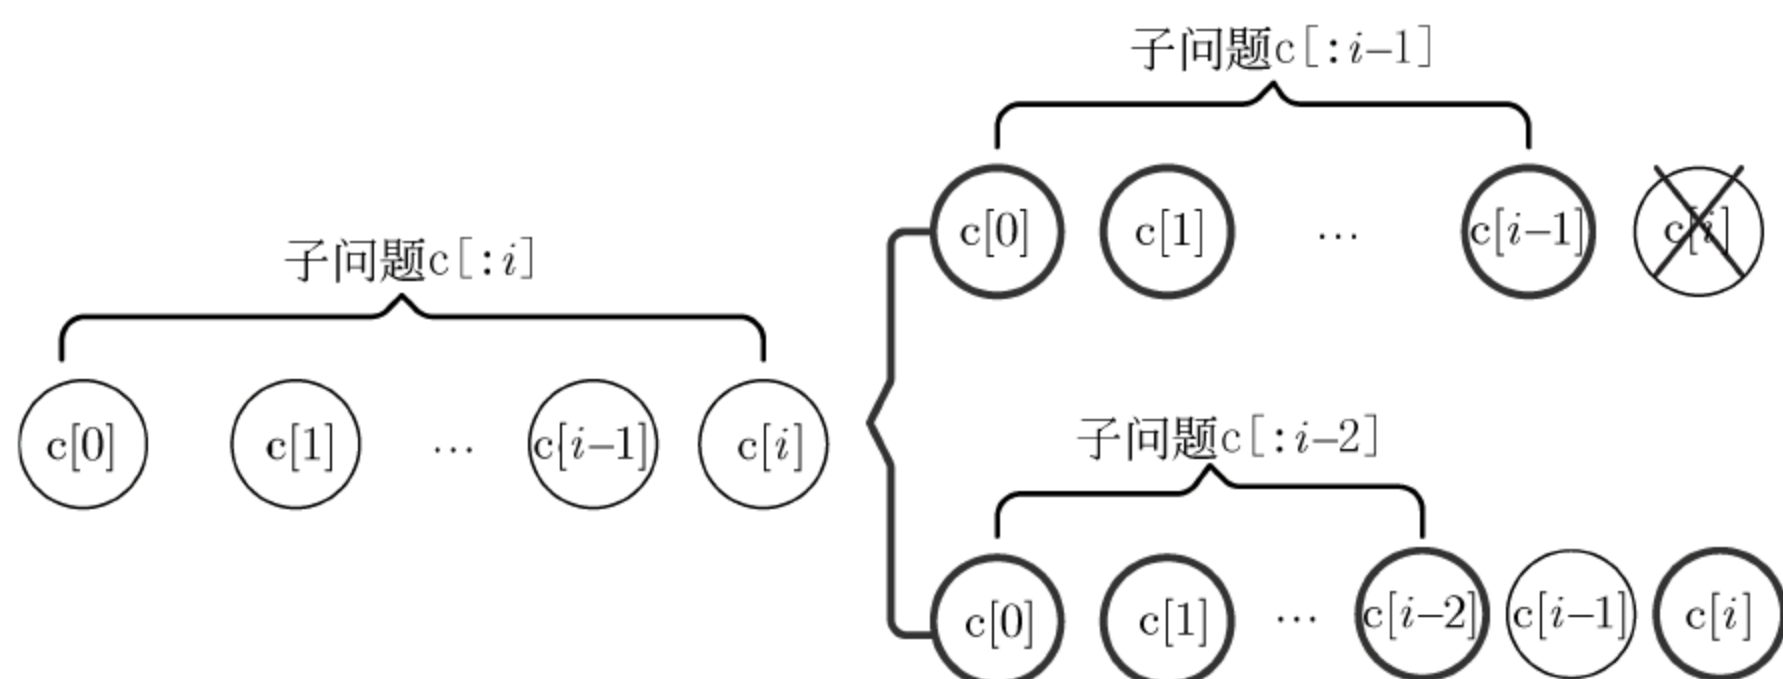 子问题c[:i-1]
c[0] c[1] ... c[i-1] c[i]
子问题c[:i]
c[0] c[1] ... c{i-1] c[i]
子问题c[:i-2]
c[0] c[1] ... c[i-2] c[i-1] c[i]